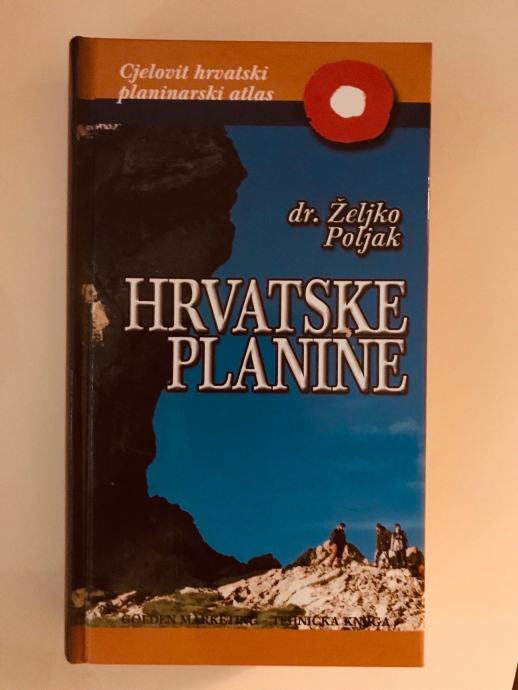 Cjelovit hrvatski
planinarski atlas
dr. Željko
Poljak
HRVATSKE
PLANINE
GOLDEN MARKETING - TEHNIČKA KNJIGA